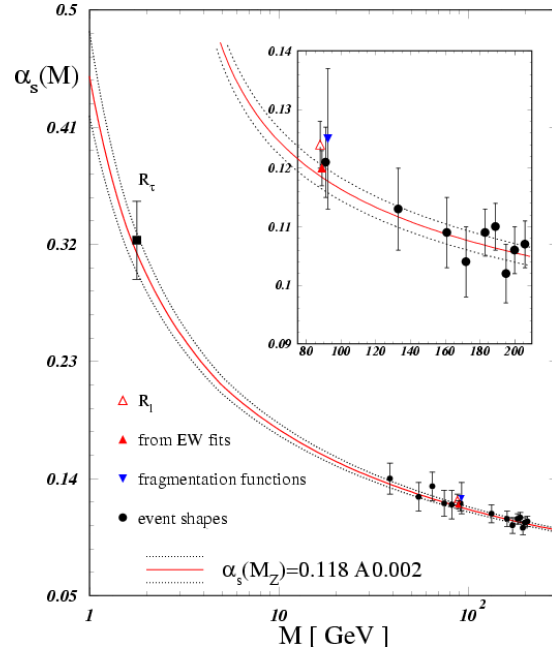 0.5
α_s(M)
0.41
0.32
0.23
0.14
0.05
R_τ
0.14
0.13
0.12
0.11
0.1
0.09
80 100 120 140 160 180 200
R_l
from EW fits
fragmentation functions
event shapes
α_s(M_Z)=0.118 A 0.002
1 10 10^2
M [ GeV ]